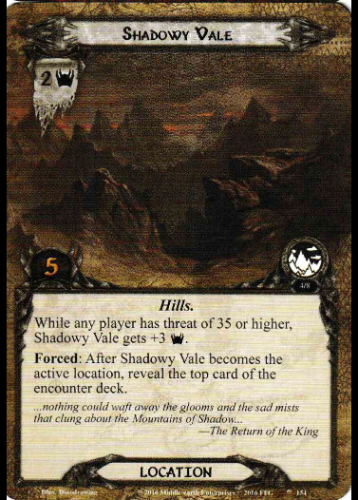 SHADOWY VALE
2
5
4/8
Hills.
While any player has threat of 35 or higher,
Shadowy Vale gets +3
Forced: After Shadowy Vale becomes the
active location, reveal the top card of the
encounter deck.
...nothing could waft away the glooms and the sad mists
that clung about the Mountains of Shadow...
—The Return of the King
LOCATION